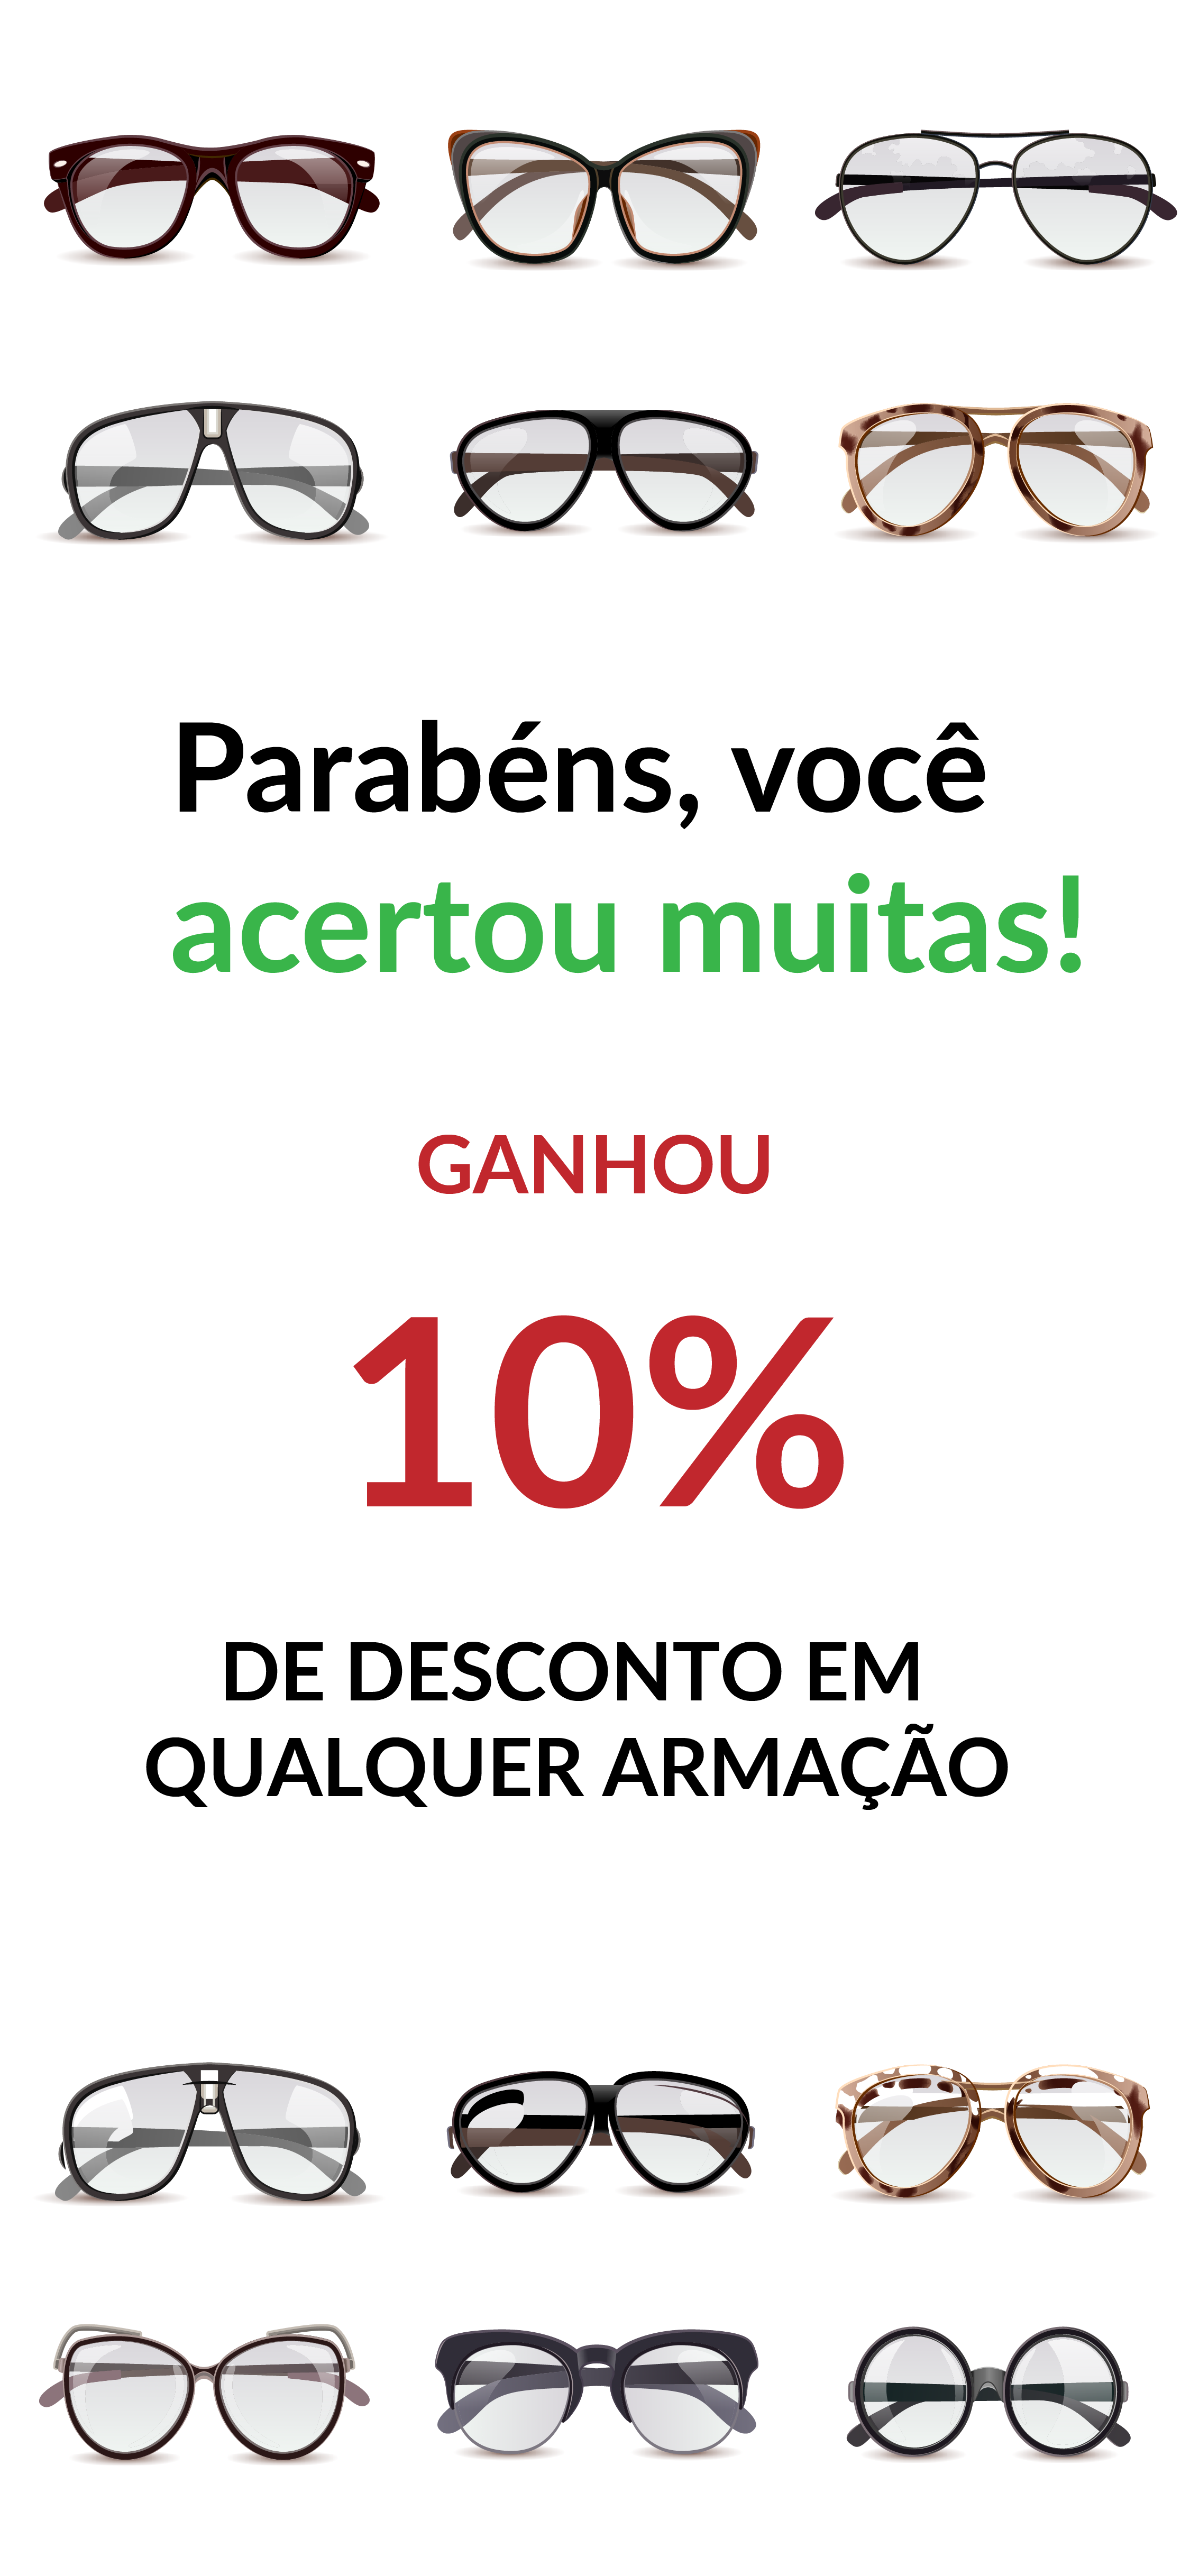 Parabéns, você
acertou muitas!
GANHOU
10%
DE DESCONTO EM
QUALQUER ARMAÇÃO